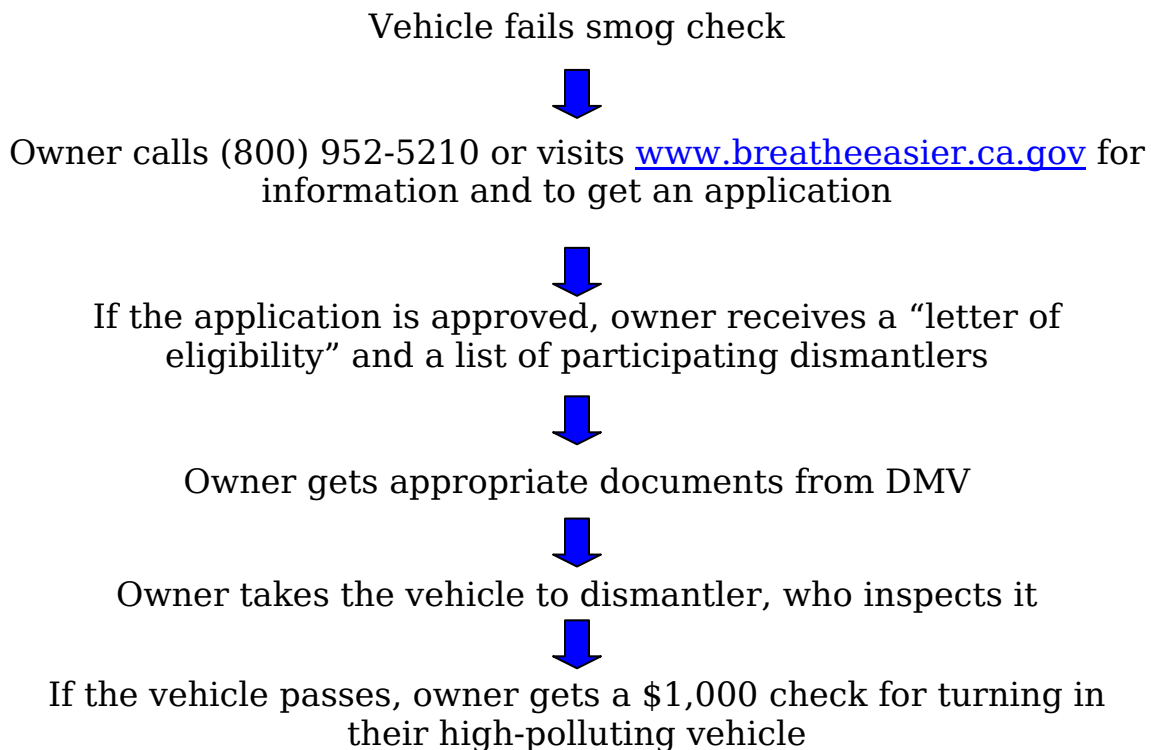 Vehicle fails smog check
Owner calls (800) 952-5210 or visits www.breatheeasier.ca.gov for
information and to get an application
If the application is approved, owner receives a “letter of
eligibility” and a list of participating dismantlers
Owner gets appropriate documents from DMV
Owner takes the vehicle to dismantler, who inspects it
If the vehicle passes, owner gets a $1,000 check for turning in
their high-polluting vehicle